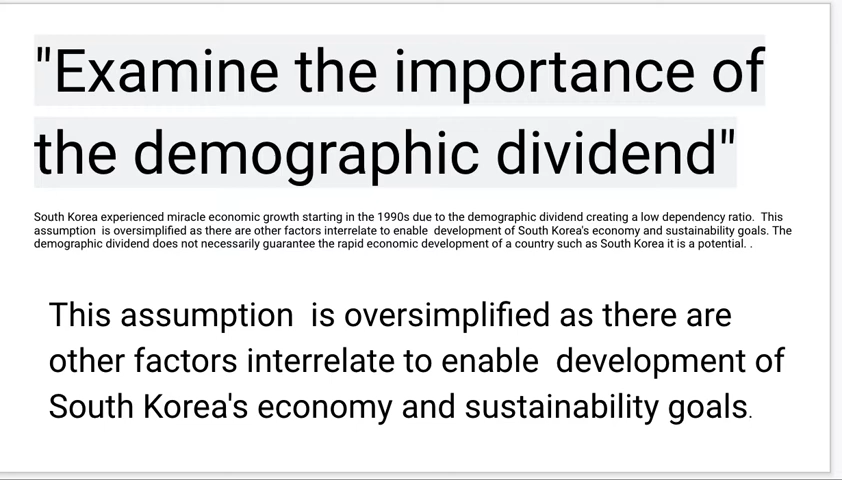 "Examine the importance of
the demographic dividend"
South Korea experienced miracle economic growth starting in the 1990s due to the demographic dividend creating a low dependency ratio.  This
assumption  is oversimplified as there are other factors interrelate to enable  development of South Korea's economy and sustainability goals. The
demographic dividend does not necessarily guarantee the rapid economic development of a country such as South Korea it is a potential. .
This assumption  is oversimplified as there are
other factors interrelate to enable  development of
South Korea's economy and sustainability goals.